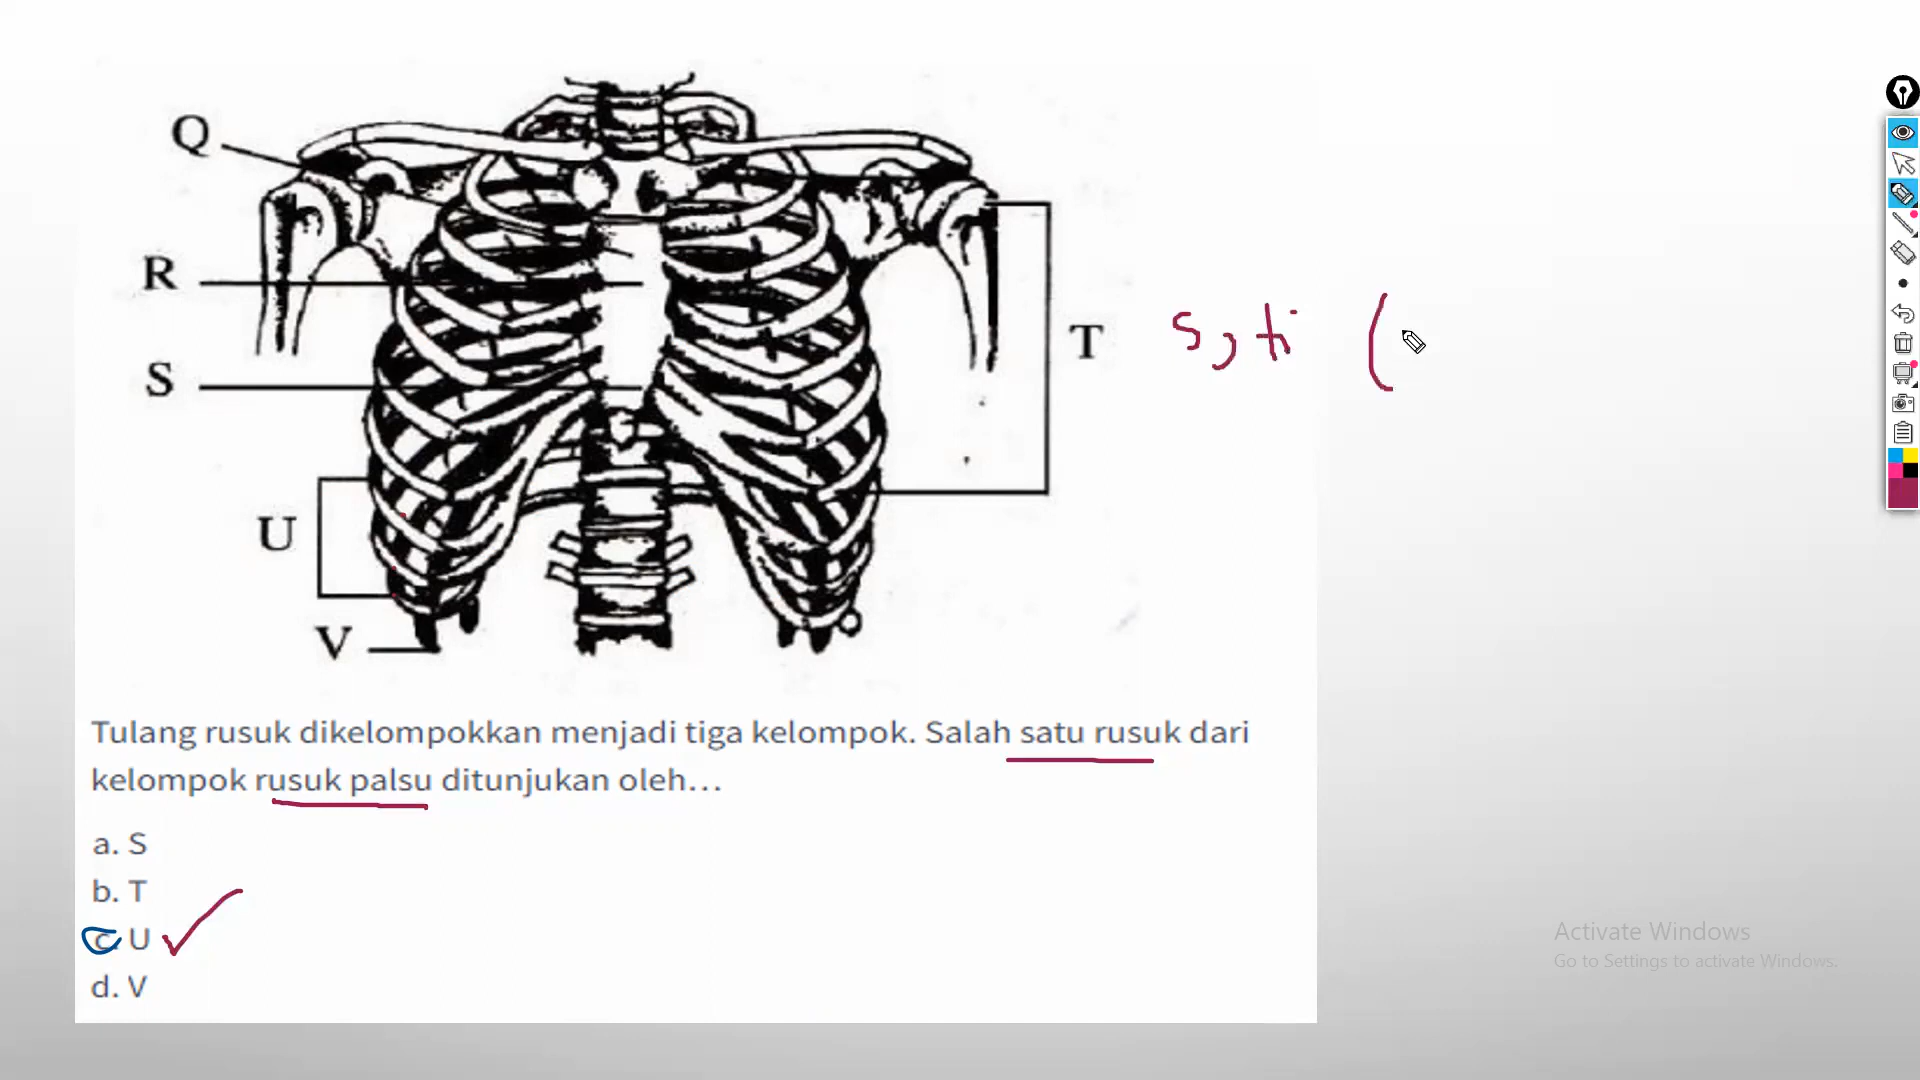 Q
R
S
T
s, ti (
U
V
Tulang rusuk dikelompokkan menjadi tiga kelompok. Salah satu rusuk dari
kelompok rusuk palsu ditunjukan oleh...
a. S
b. T
c. U
d. V
Activate Windows
Go to Settings to activate Windows.